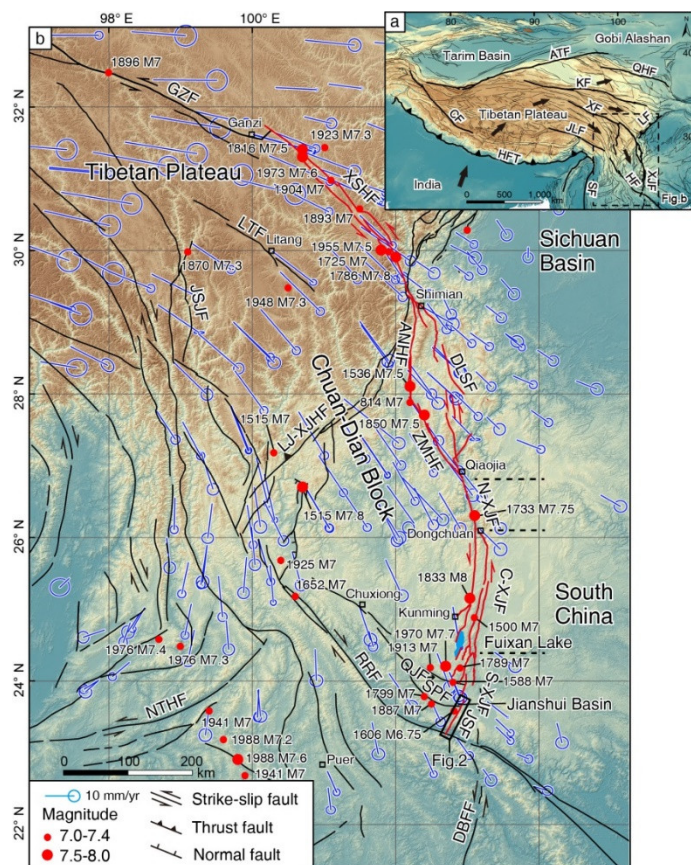 b
98° E
100° E
102° E
a
80
100
40
30
Tarim Basin
Gobi Alashan
ATF
QHF
KF
XF
CF
Tibetan Plateau
JLF
LF
HFT
India
SF
HF
XJF
0 500 1,000 km
Fig.b
1896 M7
GZF
32° N
Ganzi
1923 M7.3
1816 M7.5
Tibetan Plateau
1973 M7.6
1904 M7
XSHF
1893 M7
LTF
Litang
30° N
1955 M7.5
1725 M7
1786 M7.8
1870 M7.3
1948 M7.3
Sichuan
Basin
Shimian
JSJF
ANHF
DLSF
Chuan-Dian Block
1536 M7.5
28° N
814 M7
1850 M7.5
1515 M7
LJ-XJHF
ZMHF
Qiaojia
N-XJF
1515 M7.8
1733 M7.75
Dongchuan
26° N
1925 M7
1652 M7
Chuxiong
1833 M8
C-XJF
South
China
Kunming
1500 M7
1970 M7.7
1913 M7
Fuixan Lake
1976 M7.4
1976 M7.3
1789 M7
1588 M7
24° N
RRF
QJF
SPF
S-XJF
Jianshui Basin
NTHF
1799 M7
1887 M7
JSF
1941 M7
1606 M6.75
1988 M7.2
1988 M7.6
1941 M7
Puer
Fig.2
DBFF
22° N
0 100 200
km
10 mm/yr
Magnitude
7.0-7.4
7.5-8.0
Strike-slip fault
Thrust fault
Normal fault